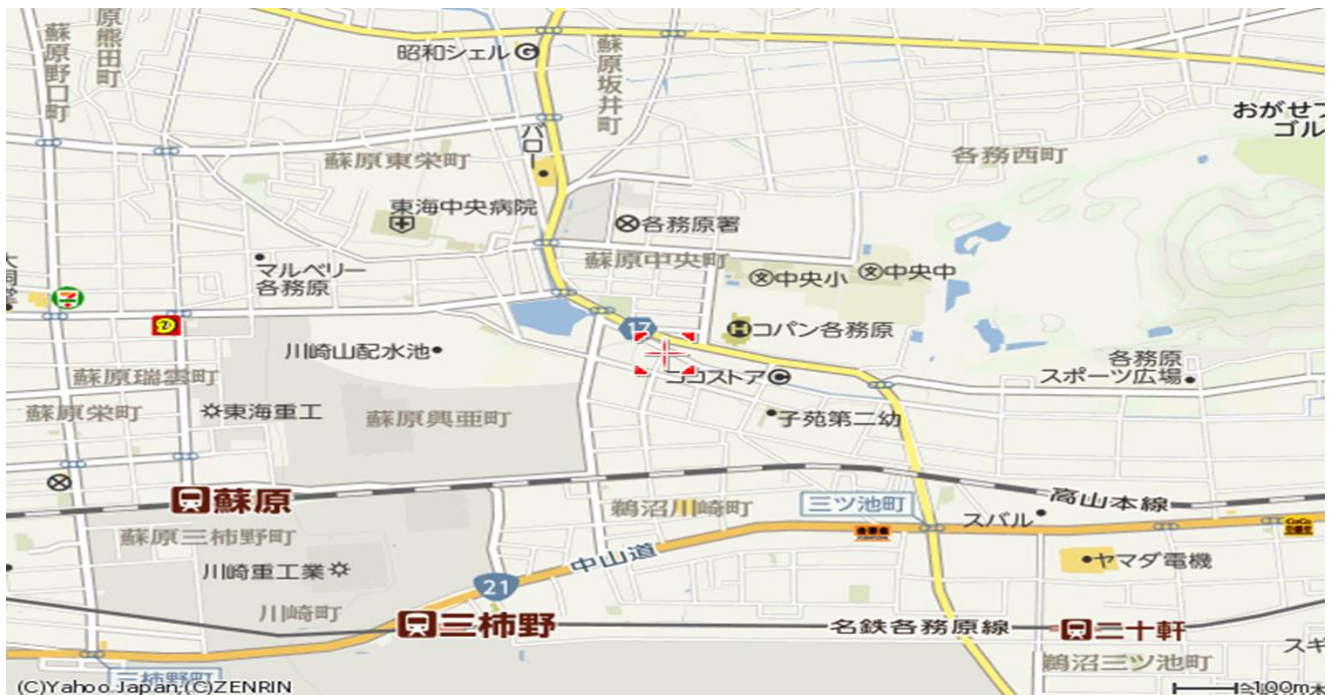 蘇原野口町
原熊田町
昭和シェル
蘇原坂井町
おがせ
ゴル
バロー
蘇原東栄町
各務西町
東海中央病院
各務原署
蘇原中央町
マルベリー
各務原
中央小
中央中
コパン各務原
川崎山配水池
ココストア
各務原
スポーツ広場
蘇原瑞雲町
蘇原栄町
東海重工
蘇原興亜町
子苑第二幼
蘇原
鵜沼川崎町
三ツ池町
スバル
高山本線
蘇原三柿野町
川崎重工業
中山道
ヤマダ電機
21
川崎町
三柿野
名鉄各務原線
二十軒
スギ
鵜沼三ツ池町
三柿野町
(C)Yahoo Japan,(C)ZENRIN
100m